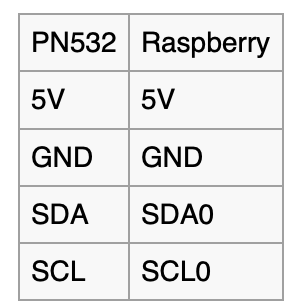 PN532 Raspberry
5V 5V
GND GND
SDA SDA0
SCL SCL0